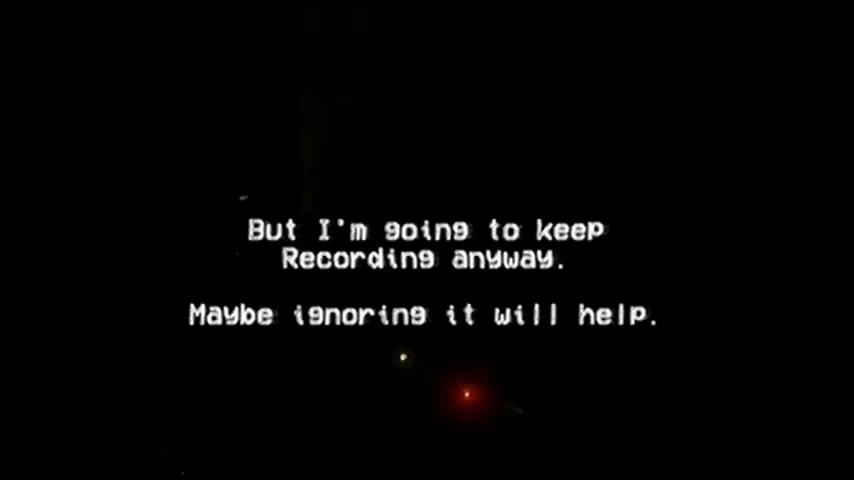 But I'm going to keep
Recording anyway.
Maybe ignoring it will help.